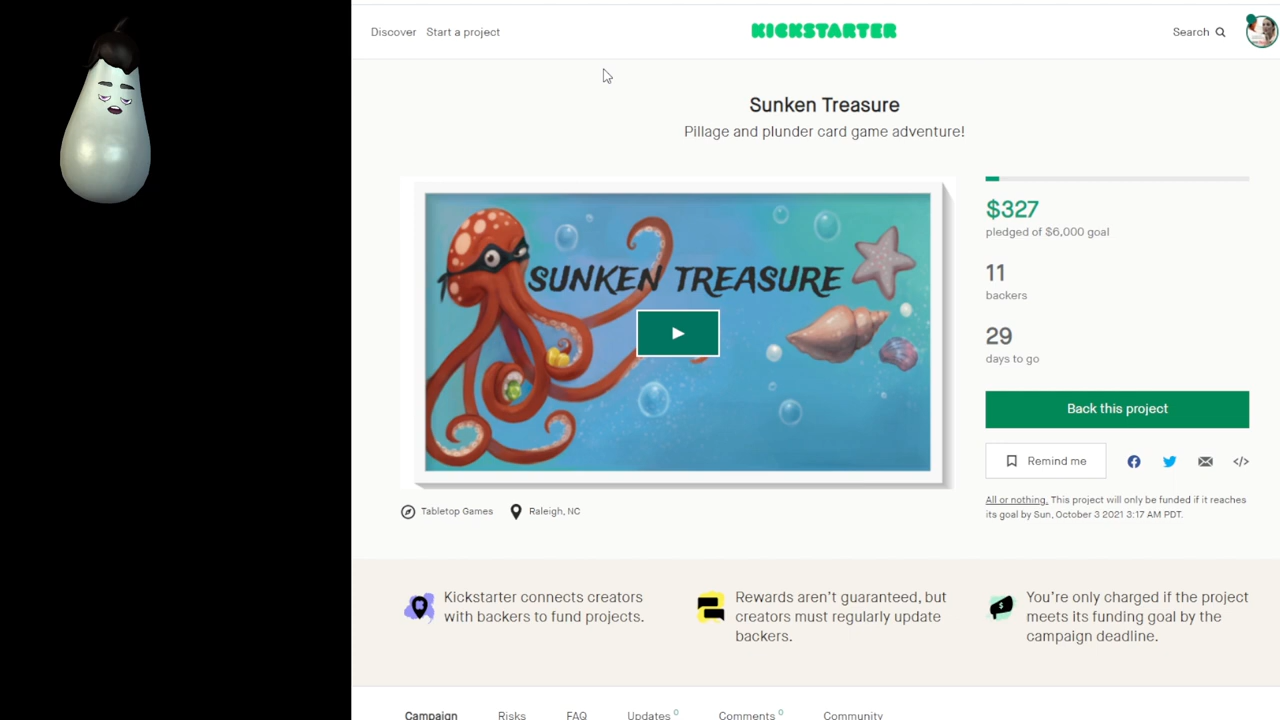 Discover Start a project KICKSTARTER Search
Sunken Treasure
Pillage and plunder card game adventure!
SUNKEN TREASURE
$327
pledged of $6,000 goal
11
backers
29
days to go
Back this project
Remind me </>
All or nothing. This project will only be funded if it reaches
its goal by Sun, October 3 2021 3:17 AM PDT.
Tabletop Games Raleigh, NC
Kickstarter connects creators
with backers to fund projects.
Rewards aren't guaranteed, but
creators must regularly update
backers.
You're only charged if the project
meets its funding goal by the
campaign deadline.
Campaign Risks FAQ Updates 0 Comments 0 Community